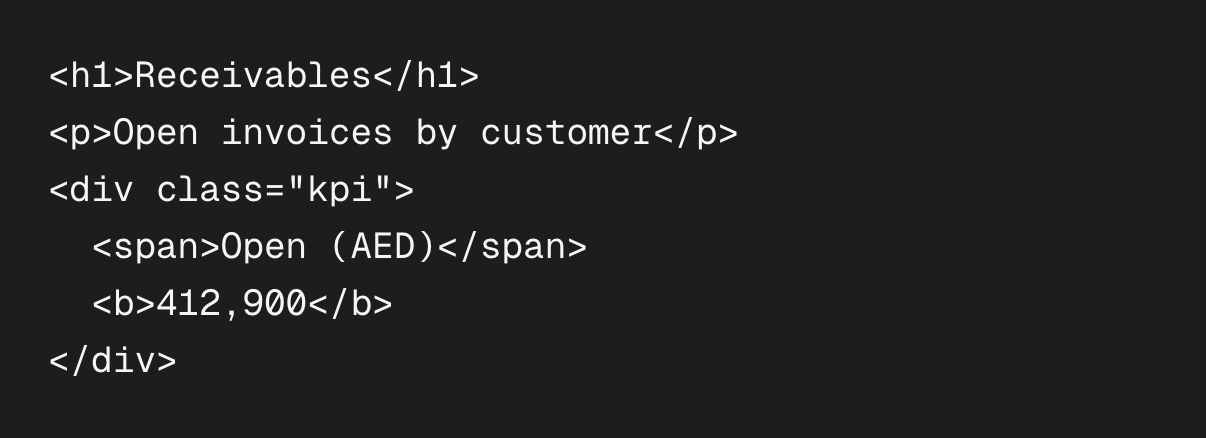 <h1>Receivables</h1>
<p>Open invoices by customer</p>
<div class="kpi">
  <span>Open (AED)</span>
  <b>412,900</b>
</div>